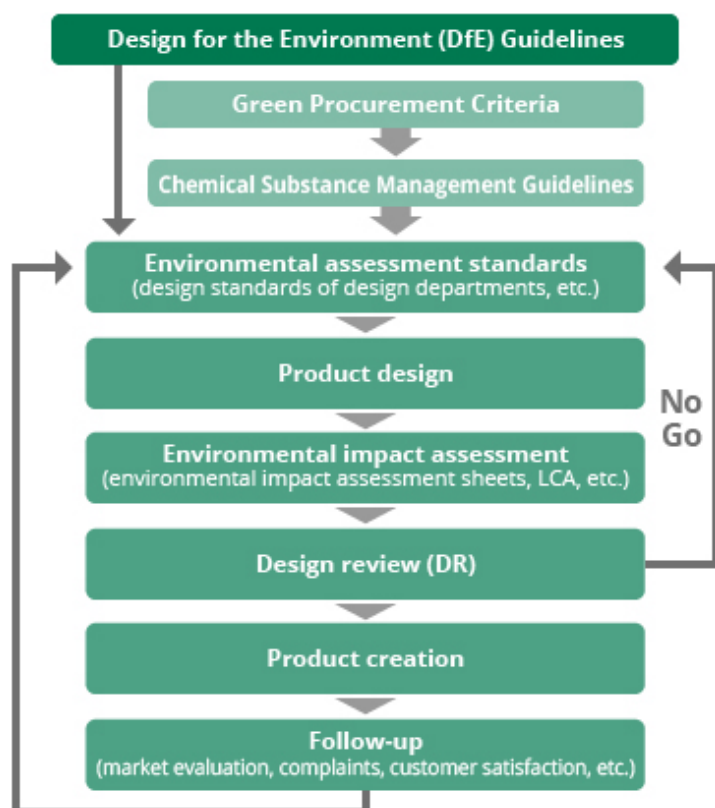 Design for the Environment (DfE) Guidelines
Green Procurement Criteria
Chemical Substance Management Guidelines
Environmental assessment standards
(design standards of design departments, etc.)
Product design
No
Go
Environmental impact assessment
(environmental impact assessment sheets, LCA, etc.)
Design review (DR)
Product creation
Follow-up
(market evaluation, complaints, customer satisfaction, etc.)